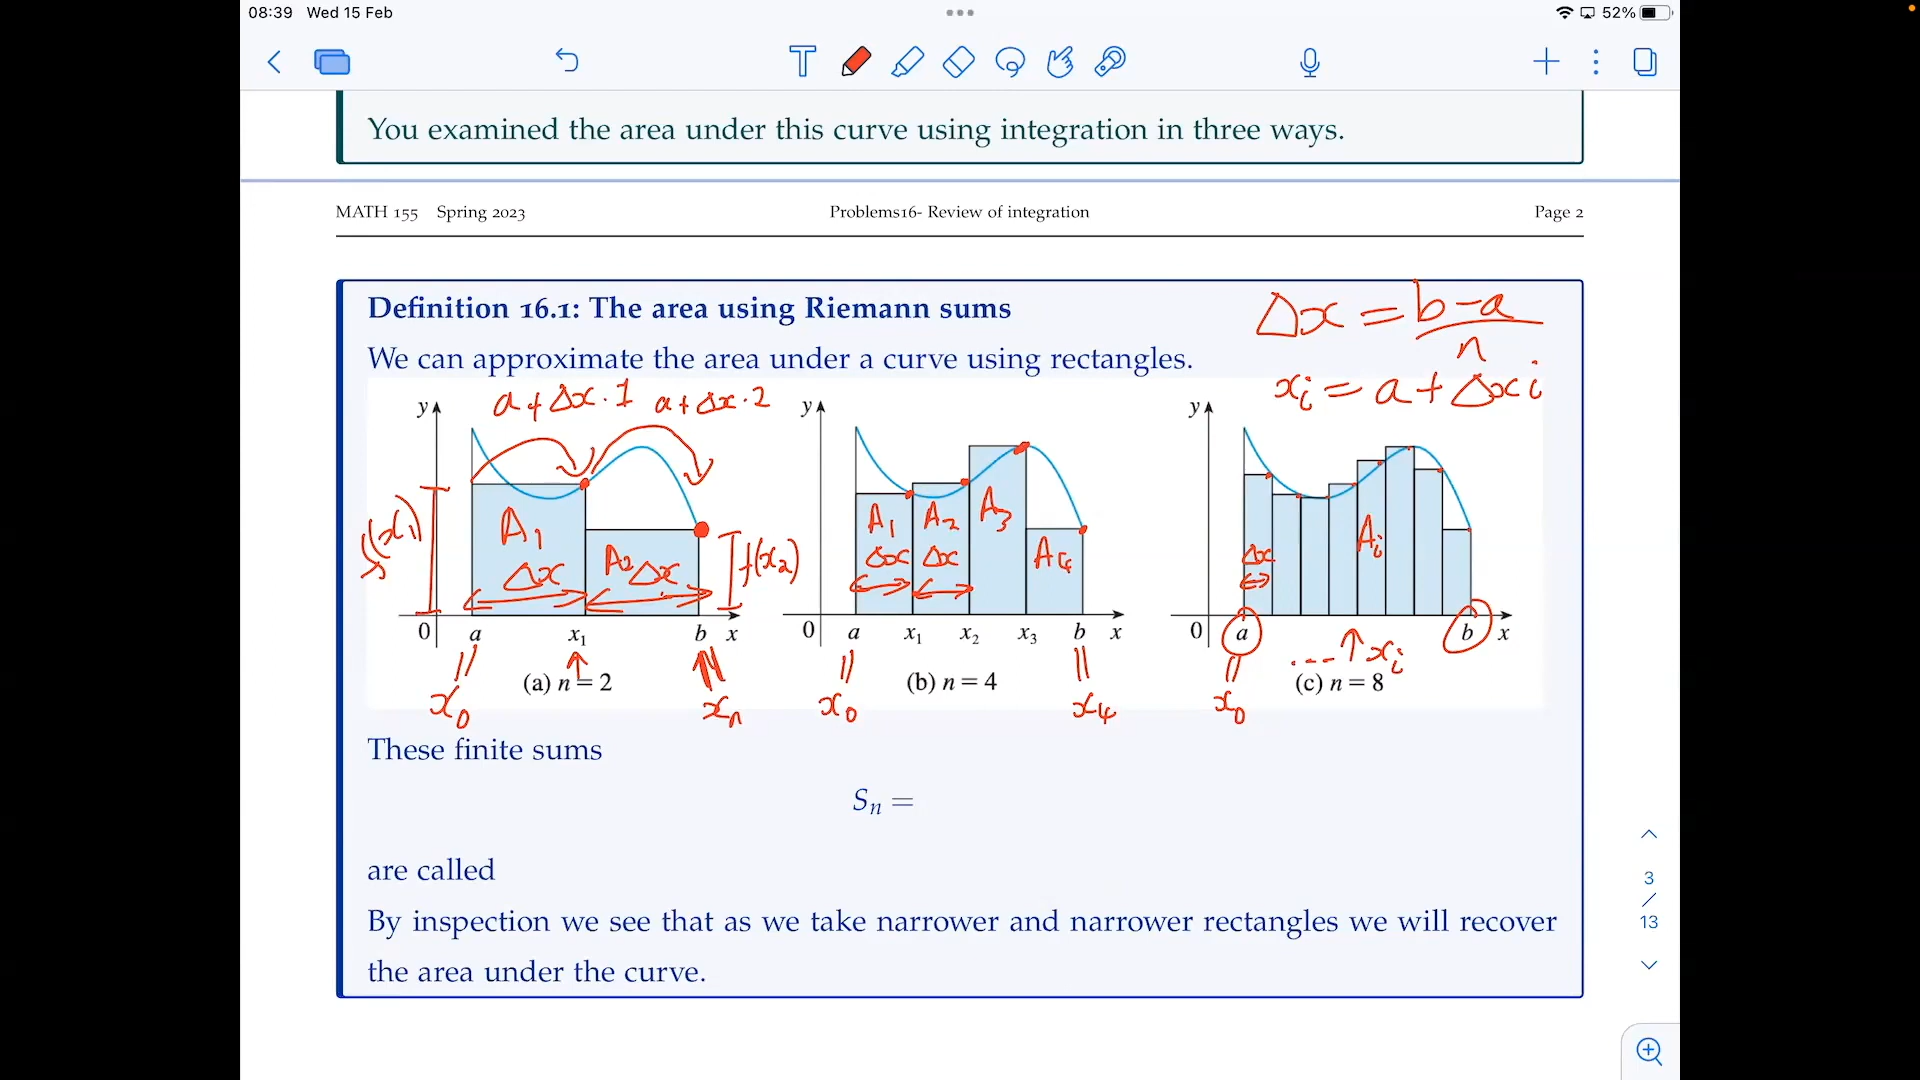 08:39 Wed 15 Feb
52%
You examined the area under this curve using integration in three ways.
MATH 155 Spring 2023 Problems16- Review of integration Page 2
Definition 16.1: The area using Riemann sums
Δx = b-a / n
We can approximate the area under a curve using rectangles.
xᵢ = a + Δx i
a + Δx·1 a + Δx·2
y y y
f(x₁) A₁ Δx A₂ Δx f(x₂)
A₁ A₂ A₃ A₄ Δx Δx
Δx Aᵢ
0 a x₁ b x 0 a x₁ x₂ x₃ b x 0 a b x
x₀ xₙ x₀ x₄ x₀ .... xᵢ
(a) n = 2 (b) n = 4 (c) n = 8
These finite sums
Sₙ =
are called
By inspection we see that as we take narrower and narrower rectangles we will recover
the area under the curve.
3
/
13